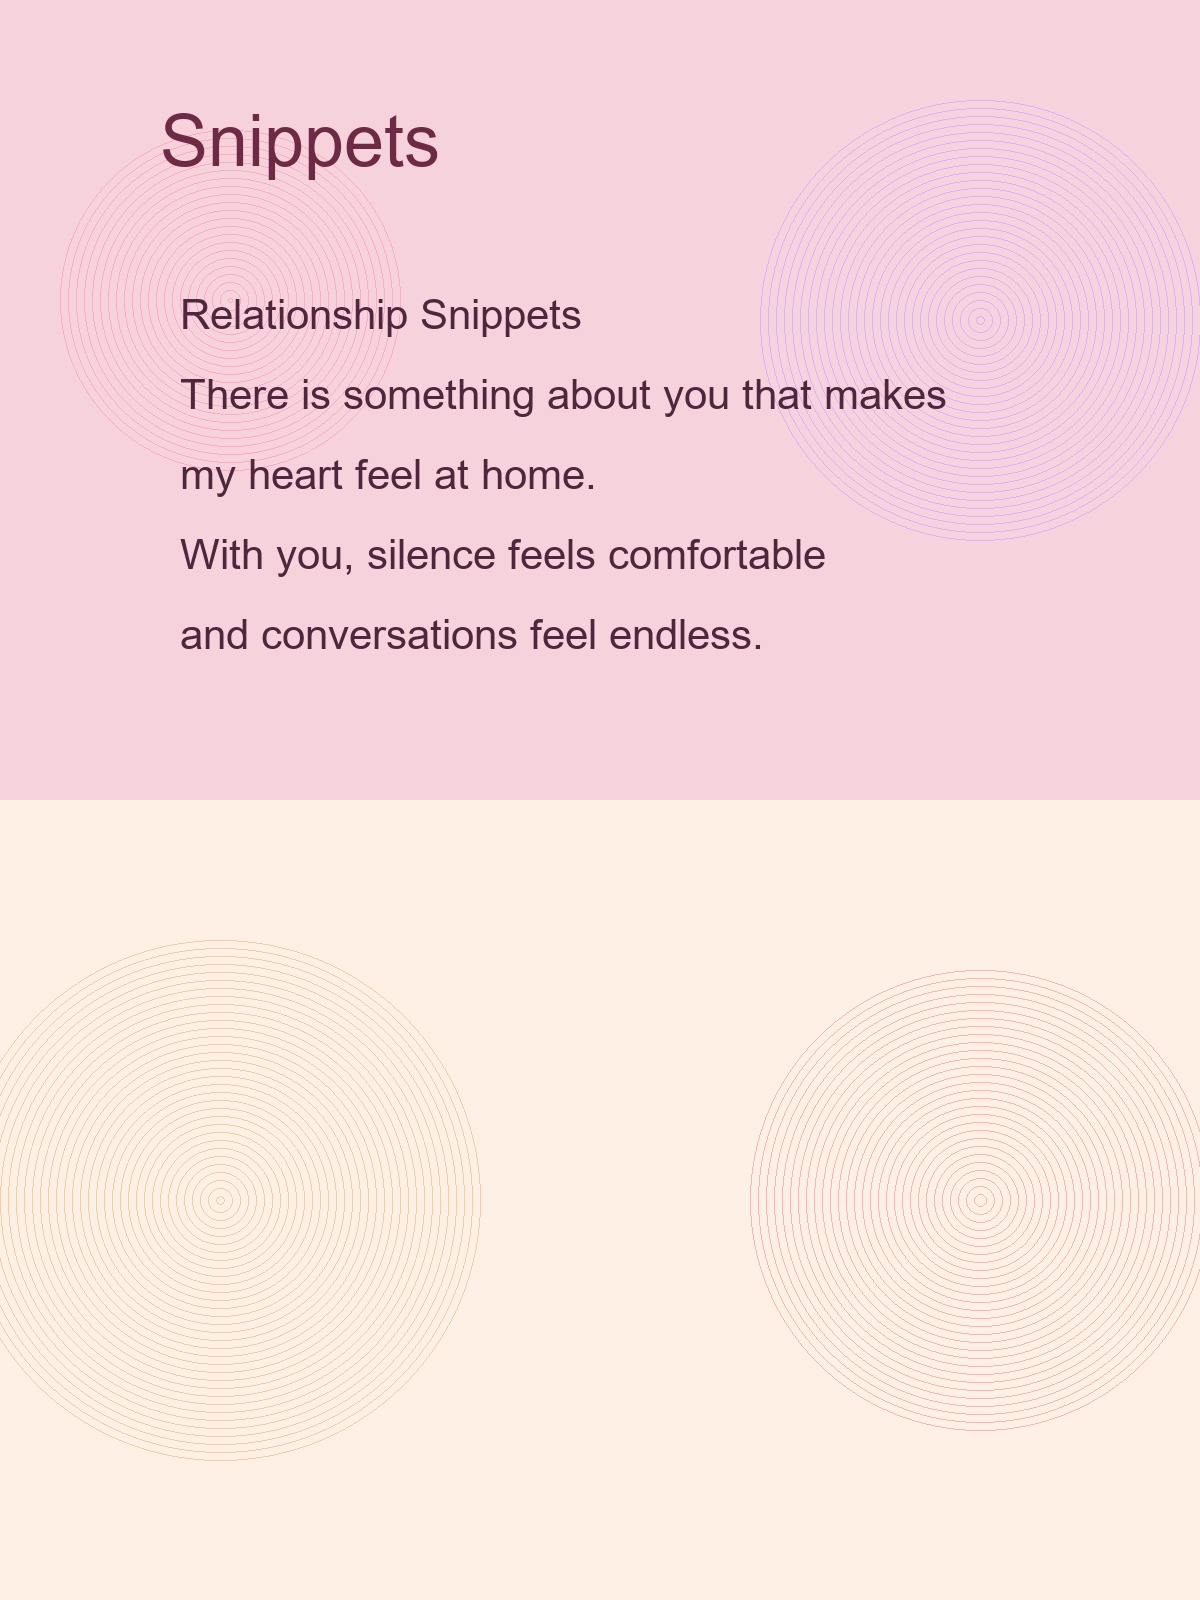 Snippets
Relationship Snippets
There is something about you that makes
my heart feel at home.
With you, silence feels comfortable
and conversations feel endless.